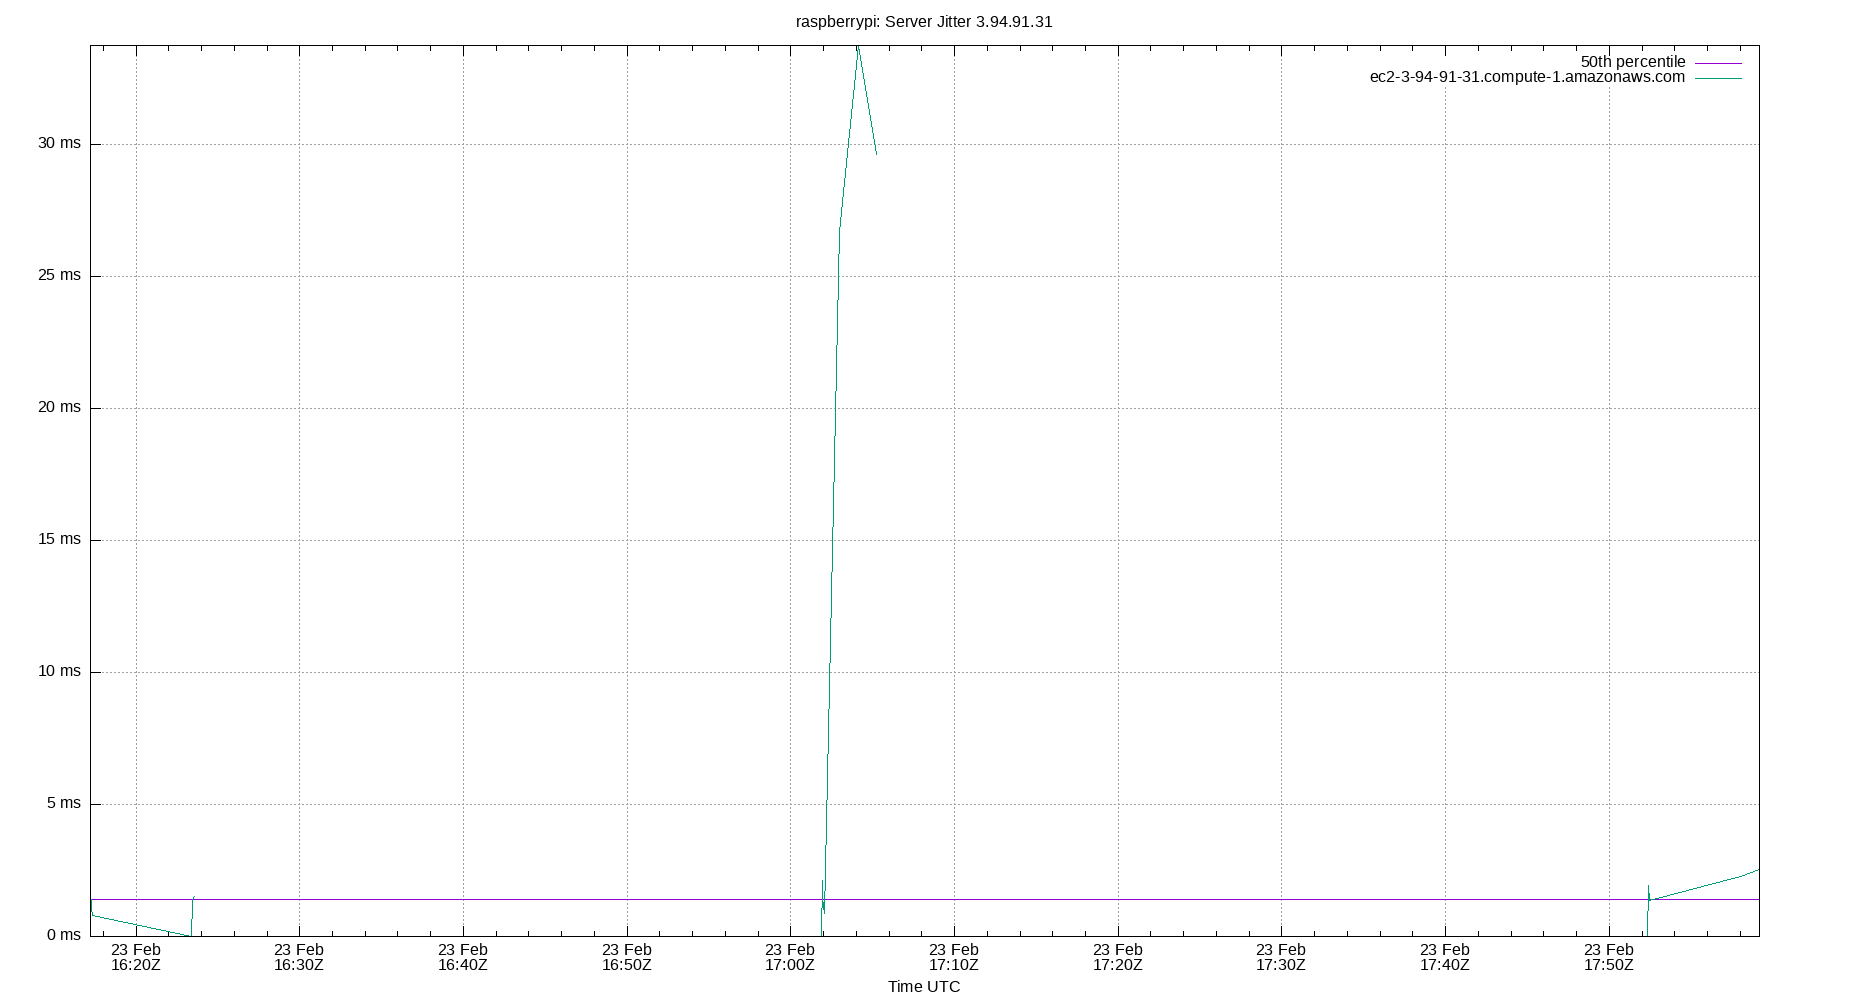 raspberrypi: Server Jitter 3.94.91.31
50th percentile
ec2-3-94-91-31.compute-1.amazonaws.com
30 ms
25 ms
20 ms
15 ms
10 ms
5 ms
0 ms
23 Feb 23 Feb 23 Feb 23 Feb 23 Feb 23 Feb 23 Feb 23 Feb 23 Feb 23 Feb
16:20Z 16:30Z 16:40Z 16:50Z 17:00Z 17:10Z 17:20Z 17:30Z 17:40Z 17:50Z
Time UTC